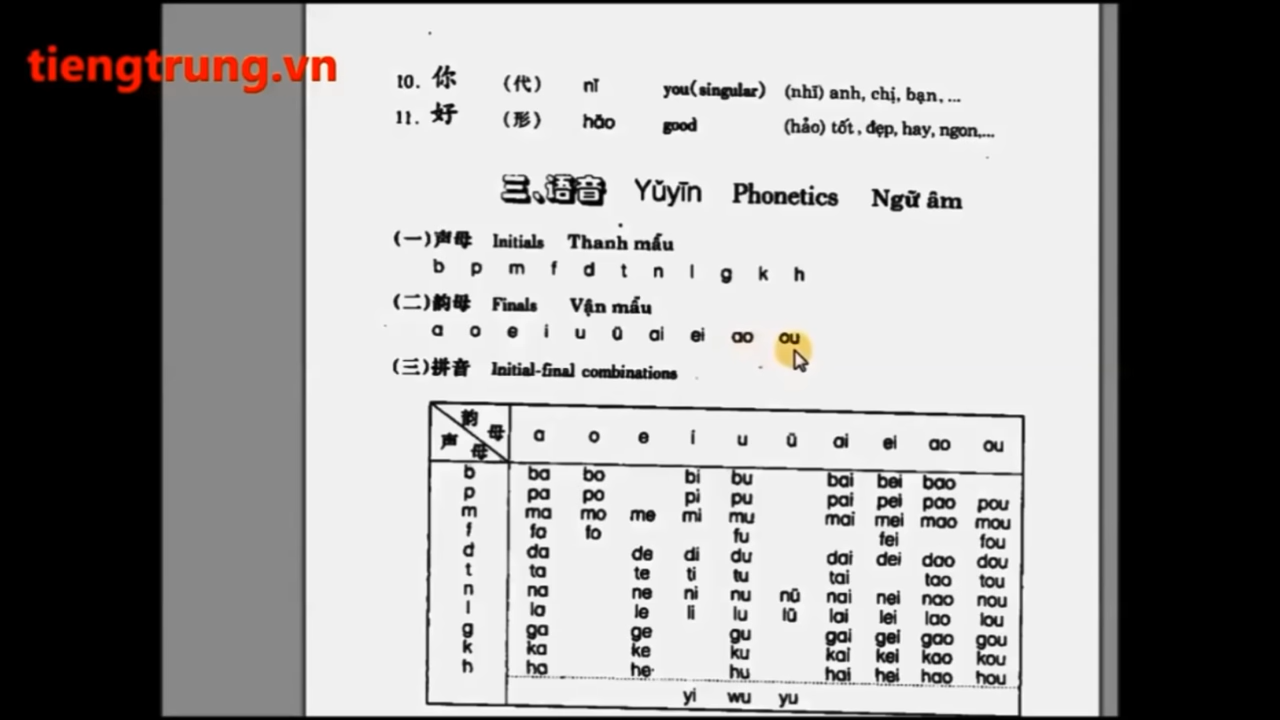 tiengtrung.vn
10. 你 (代) nǐ you(singular) (nhĩ) anh, chị, bạn, ...
11. 好 (形) hǎo good (hảo) tốt , đẹp, hay, ngon,...
三、语音 Yǔyīn Phonetics Ngữ âm
(一)声母 Initials Thanh mẫu
b p m f d t n l g k h
(二)韵母 Finals Vận mẫu
a o e i u ü ai ei ao ou
(三)拼音 Initial-final combinations
声母 韵母 a o e i u ü ai ei ao ou
b ba bo bi bu bai bei bao
p pa po pi pu pai pei pao pou
m ma mo me mi mu mai mei mao mou
f fa fo fu fei fou
d da de di du dai dei dao dou
t ta te ti tu tai tao tou
n na ne ni nu nü nai nei nao nou
l la le li lu lü lai lei lao lou
g ga ge gu gai gei gao gou
k ka ke ku kai kei kao kou
h ha he hu hai hei hao hou
yi wu yu